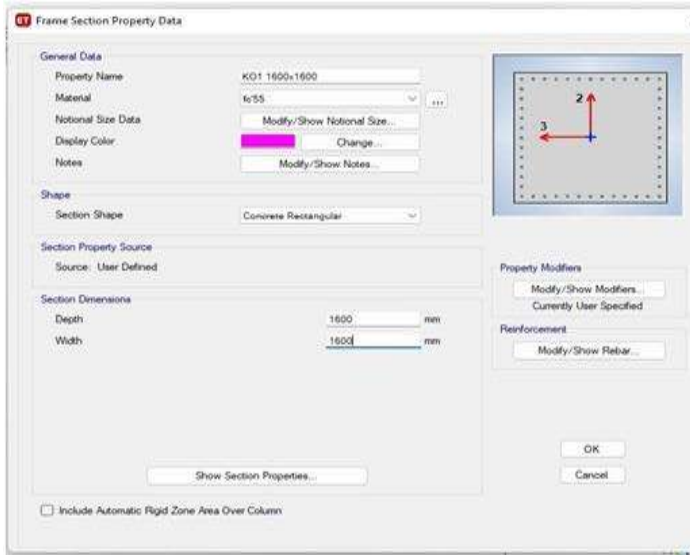 ET Frame Section Property Data
General Data
Property Name KO1 1600x1600
Material fc'55
...
Notional Size Data Modify/Show Notional Size...
Display Color Change...
Notes Modify/Show Notes...
Shape
Section Shape Concrete Rectangular
Section Property Source
Source: User Defined
Section Dimensions
Depth 1600 mm
Width 1600 mm
Show Section Properties...
Include Automatic Rigid Zone Area Over Column
2
3
Property Modifiers
Modify/Show Modifiers...
Currently User Specified
Reinforcement
Modify/Show Rebar...
OK
Cancel